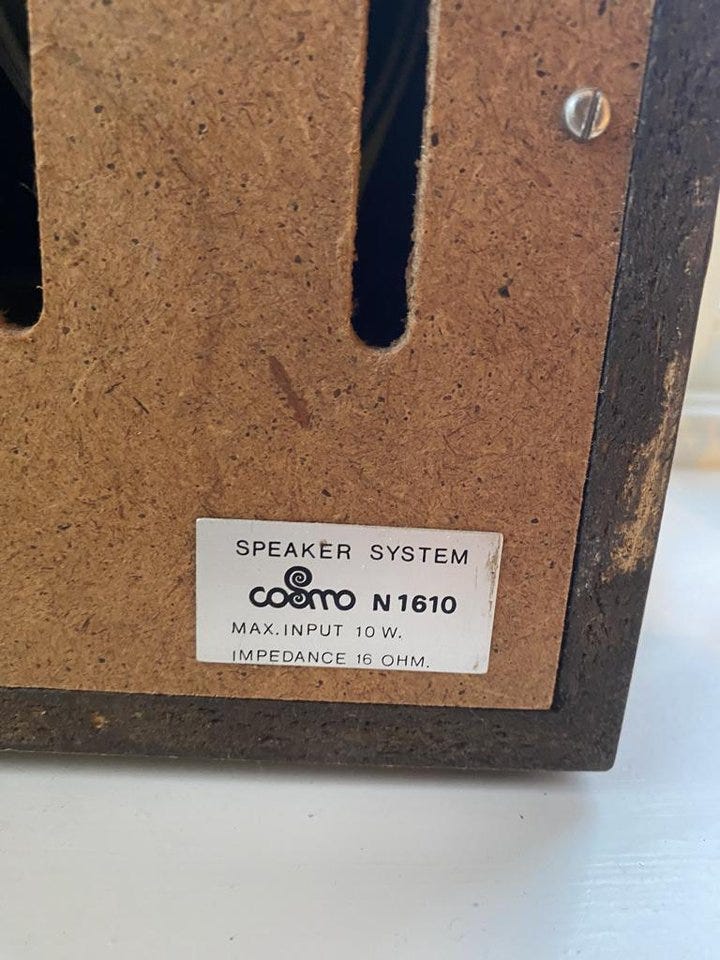 SPEAKER SYSTEM
cosmo N1610
MAX. INPUT 10 W.
IMPEDANCE 16 OHM.